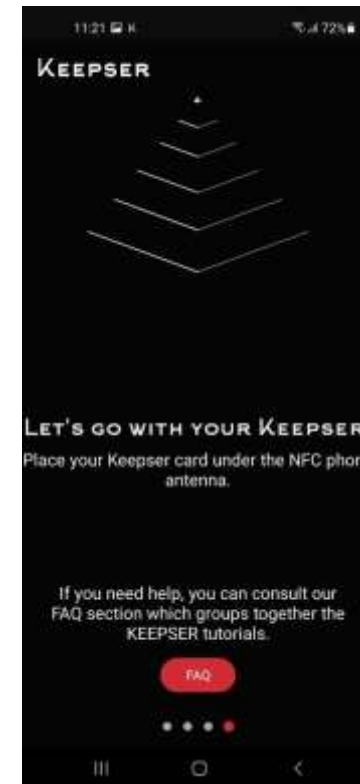 11:21 K 72%
KEEPSER
LET'S GO WITH YOUR KEEPSER
Place your Keepser card under the NFC phon
antenna.
If you need help, you can consult our
FAQ section which groups together the
KEEPSER tutorials.
FAQ